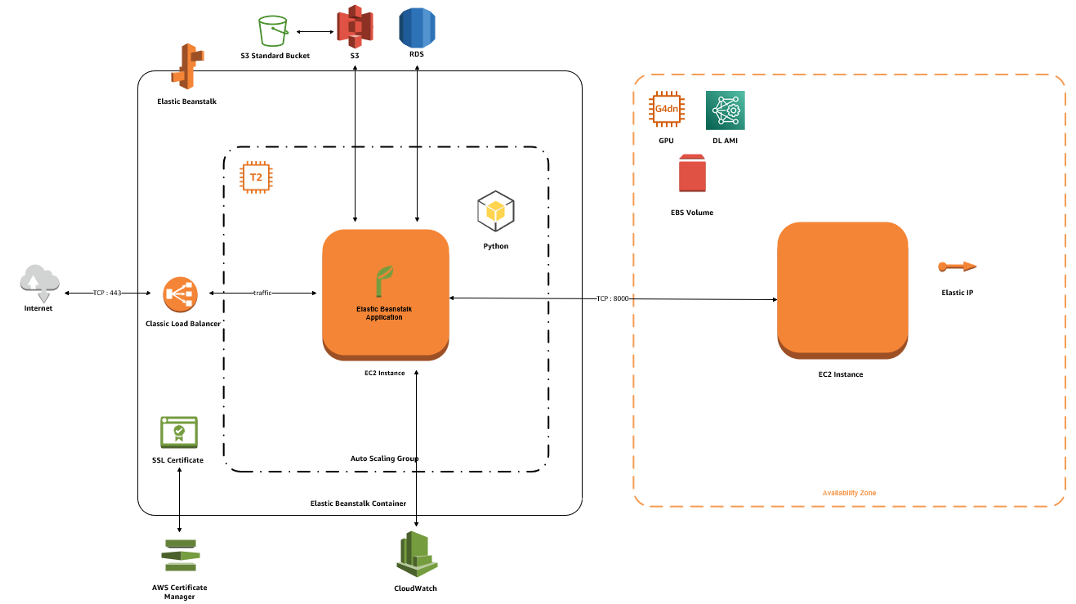 S3 Standard Bucket
S3
RDS
Elastic Beanstalk
T2
Python
G4dn
GPU
DL AMI
EBS Volume
Internet
TCP : 443
Classic Load Balancer
traffic
Elastic Beanstalk
Application
EC2 Instance
TCP : 8000
Elastic IP
EC2 Instance
SSL Certificate
Auto Scaling Group
Elastic Beanstalk Container
Availability Zone
AWS Certificate
Manager
CloudWatch